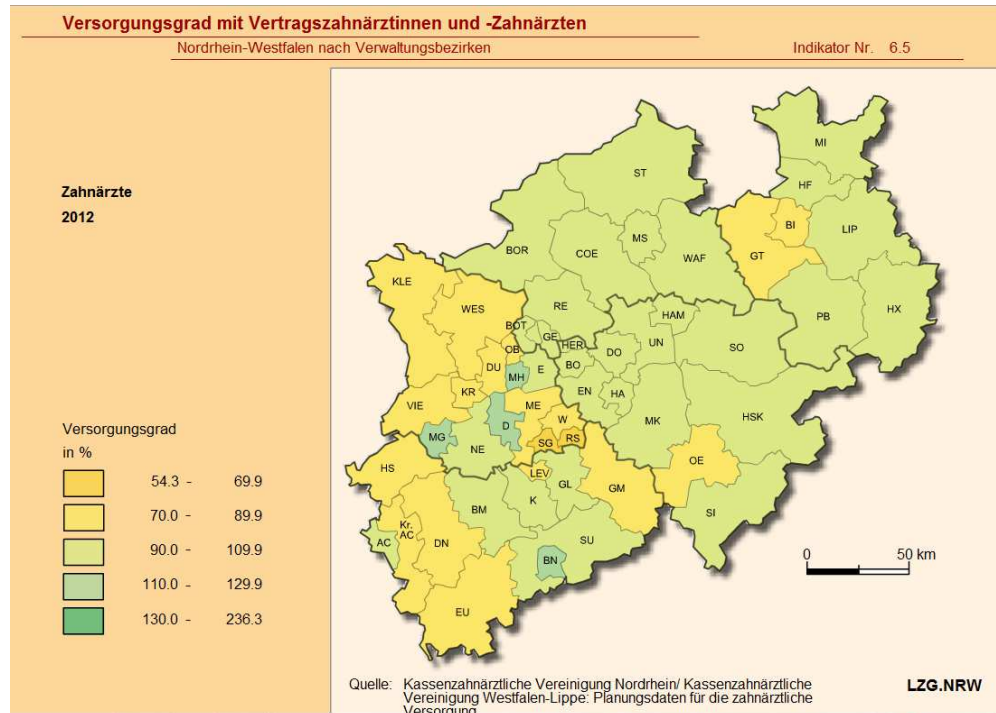 Versorgungsgrad mit Vertragszahnärztinnen und -Zahnärzten
Nordrhein-Westfalen nach Verwaltungsbezirken Indikator Nr. 6.5
Zahnärzte
2012
Versorgungsgrad
in %
54.3 - 69.9
70.0 - 89.9
90.0 - 109.9
110.0 - 129.9
130.0 - 236.3
MI
HF
ST
BI
LIP
MS
BOR
COE
WAF
GT
KLE
WES
RE
PB
HX
BOT
GE
HAM
HER
OB
DO
UN
SO
DU
MH
E
BO
EN
HA
KR
ME
W
VIE
MK
HSK
MG
D
NE
SG
RS
OE
HS
LEV
GL
GM
K
BM
SI
Kr.
AC
AC
DN
SU
BN
EU
0 50 km
Quelle: Kassenzahnärztliche Vereinigung Nordrhein/ Kassenzahnärztliche
Vereinigung Westfalen-Lippe: Planungsdaten für die zahnärztliche
Versorgung
LZG.NRW